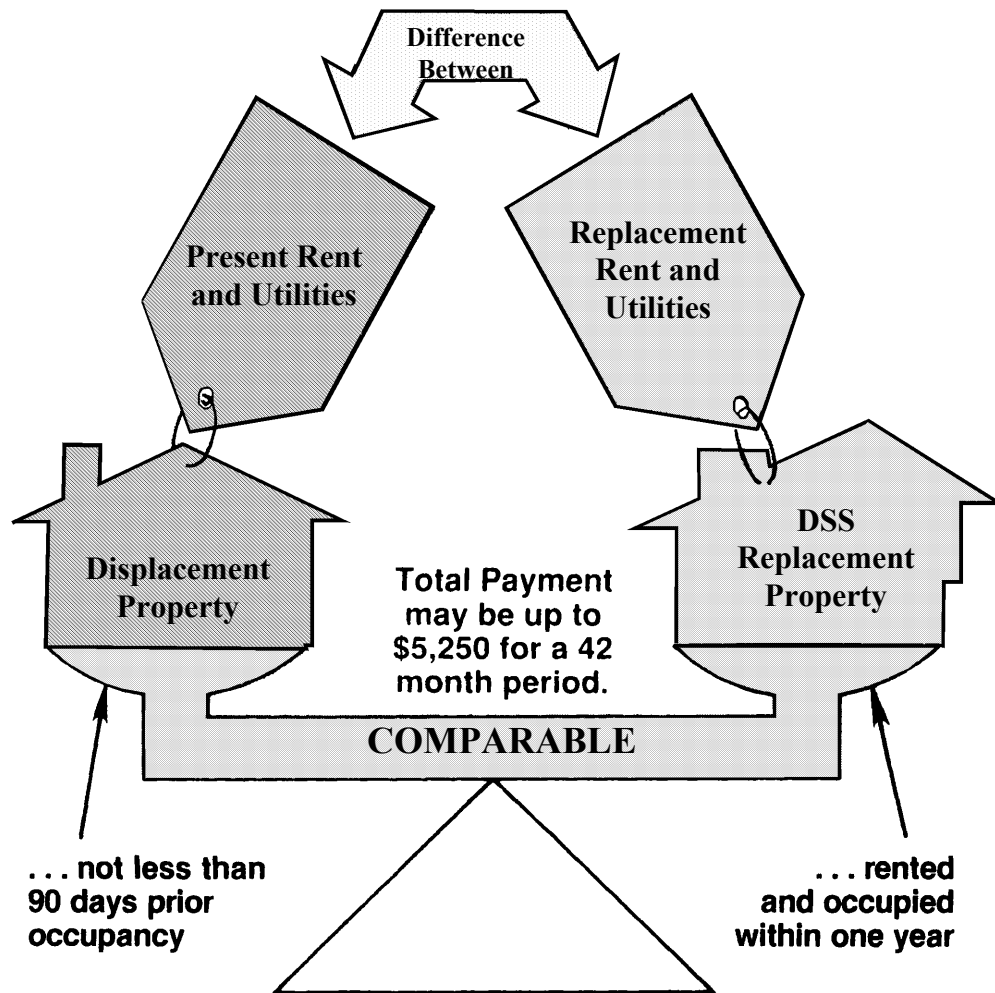 Difference
Between
Present Rent
and Utilities
Replacement
Rent and
Utilities
Displacement
Property
DSS
Replacement
Property
Total Payment
may be up to
$5,250 for a 42
month period.
COMPARABLE
. . . not less than
90 days prior
occupancy
. . . rented
and occupied
within one year